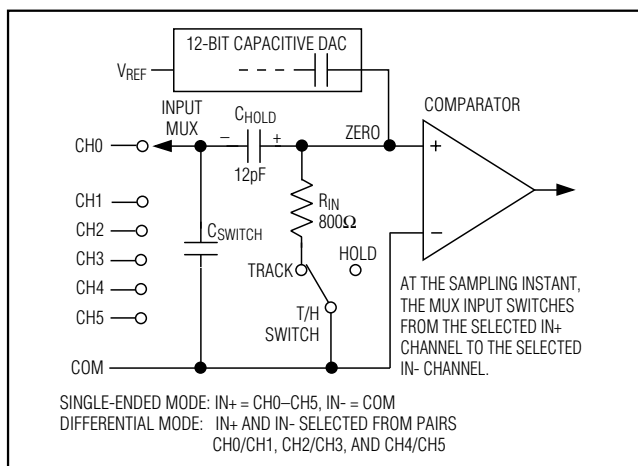 12-BIT CAPACITIVE DAC
VREF
INPUT
MUX
CHOLD
− +
12pF
ZERO
COMPARATOR
+
−
CH0
CH1
CH2
CH3
CH4
CH5
COM
CSWITCH
RIN
800Ω
HOLD
TRACK
T/H
SWITCH
AT THE SAMPLING INSTANT,
THE MUX INPUT SWITCHES
FROM THE SELECTED IN+
CHANNEL TO THE SELECTED
IN- CHANNEL.
SINGLE-ENDED MODE: IN+ = CH0–CH5, IN- = COM
DIFFERENTIAL MODE: IN+ AND IN- SELECTED FROM PAIRS
CH0/CH1, CH2/CH3, AND CH4/CH5